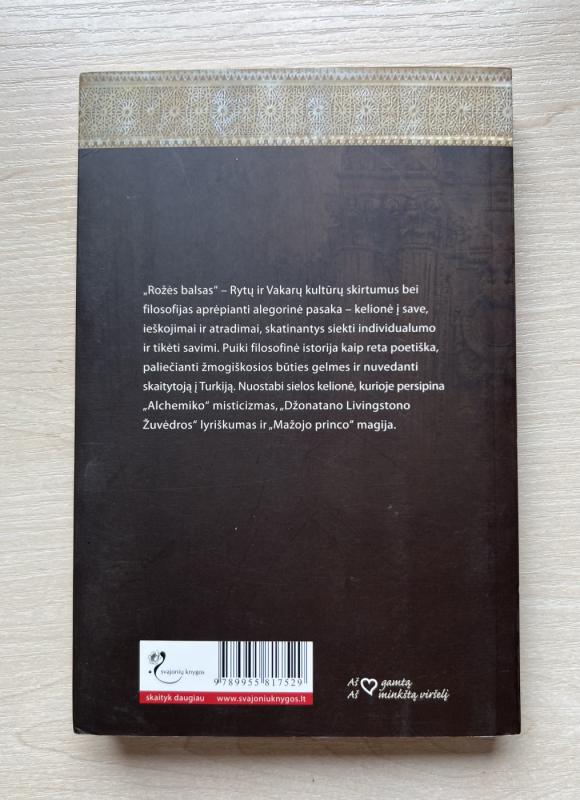 „Rožės balsas“ – Rytų ir Vakarų kultūrų skirtumus bei
filosofijas aprėpianti alegorinė pasaka – kelionė į save,
ieškojimai ir atradimai, skatinantys siekti individualumo
ir tikėti savimi. Puiki filosofinė istorija kaip reta poetiška,
paliečianti žmogiškosios būties gelmes ir nuvedanti
skaitytoją į Turkiją. Nuostabi sielos kelionė, kurioje persipina
„Alchemiko“ misticizmas, „Džonatano Livingstono
Žuvėdros“ lyriškumas ir „Mažojo princo“ magija.
svajonių knygos
9 789955 817529
skaityk daugiau www.svajoniuknygos.lt
Aš gamtą
Aš minkštą viršelį